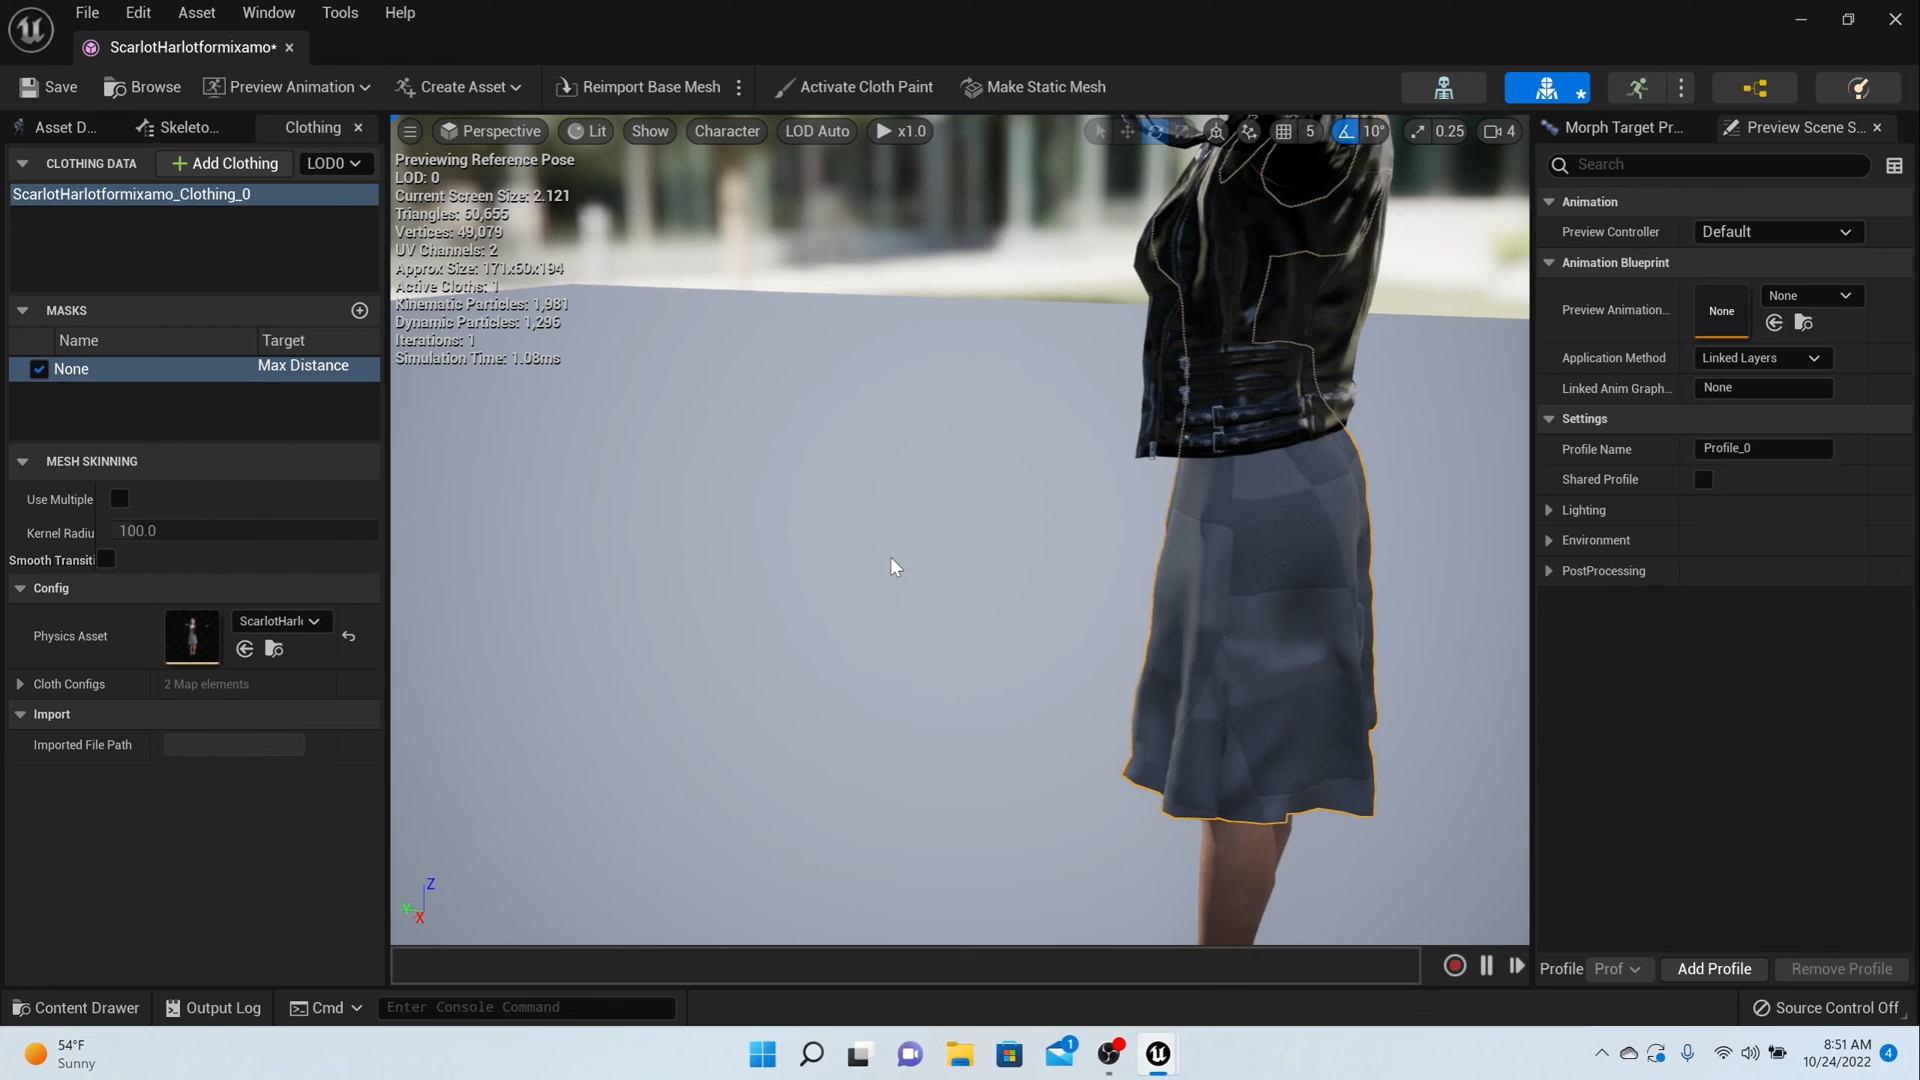 File Edit Asset Window Tools Help
ScarlotHarlotformixamo*
Save Browse Preview Animation Create Asset Reimport Base Mesh Activate Cloth Paint Make Static Mesh
Asset D... Skeleto... Clothing
CLOTHING DATA Add Clothing LOD0
ScarlotHarlotformixamo_Clothing_0
MASKS
Name Target
None Max Distance
MESH SKINNING
Use Multiple
Kernel Radiu 100.0
Smooth Transiti
Config
Physics Asset ScarlotHarl
Cloth Configs 2 Map elements
Import
Imported File Path
Perspective Lit Show Character LOD Auto x1.0 5 10° 0.25 4
Previewing Reference Pose
LOD: 0
Current Screen Size: 2.121
Triangles: 60,655
Vertices: 49,079
UV Channels: 2
Approx Size: 171x60x194
Active Cloths: 1
Kinematic Particles: 1,981
Dynamic Particles: 1,296
Iterations: 1
Simulation Time: 1.08ms
Z
Y
X
Morph Target Pr... Preview Scene S...
Search
Animation
Preview Controller Default
Animation Blueprint
Preview Animation... None None
Application Method Linked Layers
Linked Anim Graph... None
Settings
Profile Name Profile_0
Shared Profile
Lighting
Environment
PostProcessing
Profile Prof Add Profile Remove Profile
Content Drawer Output Log Cmd Enter Console Command Source Control Off
54°F
Sunny
1
8:51 AM
10/24/2022
4